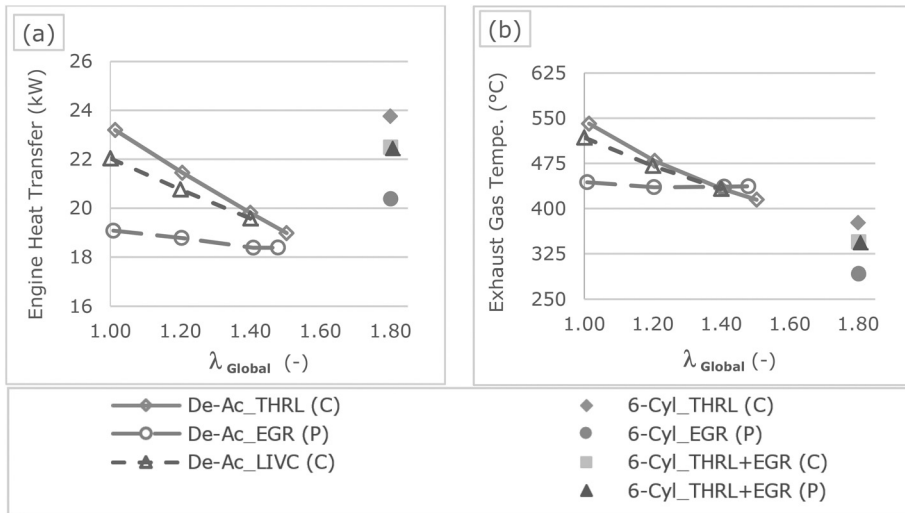 (a)
Engine Heat Transfer (kW)
26
24
22
20
18
16
1.00 1.20 1.40 1.60 1.80
λ Global (-)
(b)
Exhaust Gas Tempe. (°C)
625
550
475
400
325
250
1.00 1.20 1.40 1.60 1.80
λ Global (-)
De-Ac_THRL (C)
De-Ac_EGR (P)
De-Ac_LIVC (C)
6-Cyl_THRL (C)
6-Cyl_EGR (P)
6-Cyl_THRL+EGR (C)
6-Cyl_THRL+EGR (P)